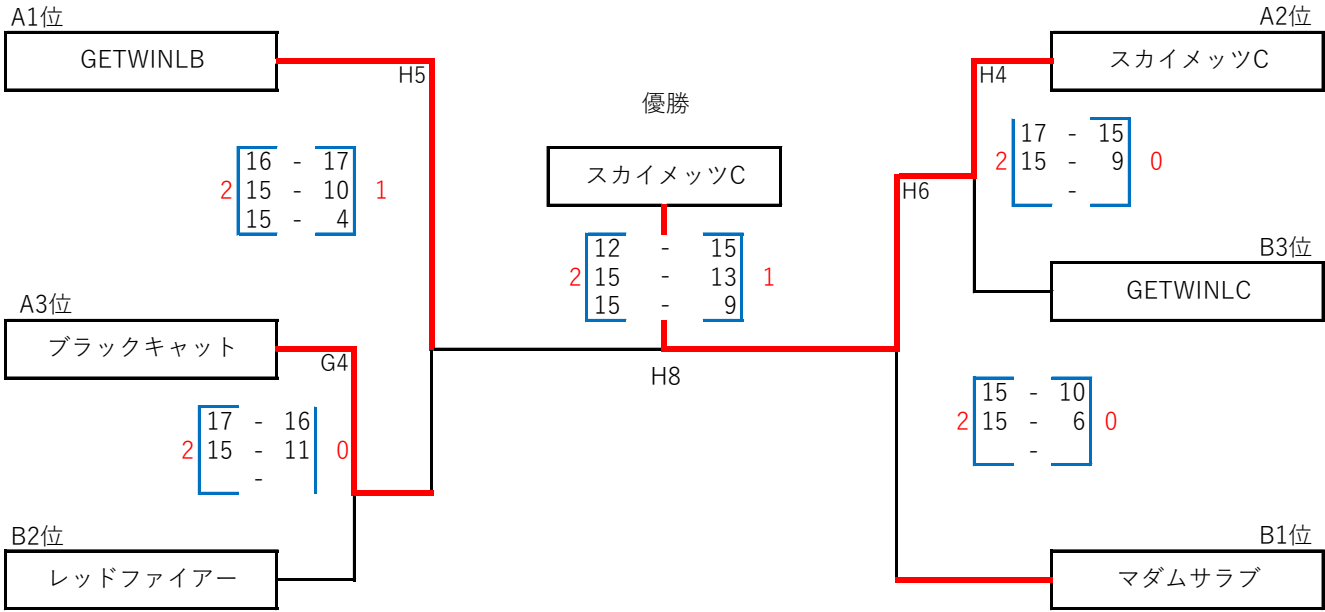 A1位
GETWINLB
H5
16 - 17
2 15 - 10 1
15 - 4
A3位
ブラックキャット
G4
17 - 16
2 15 - 11 0
-
B2位
レッドファイアー
優勝
スカイメッツC
12 - 15
2 15 - 13 1
15 - 9
H8
A2位
スカイメッツC
H4
17 - 15
2 15 - 9 0
-
H6
B3位
GETWINLC
15 - 10
2 15 - 6 0
-
B1位
マダムサラブ